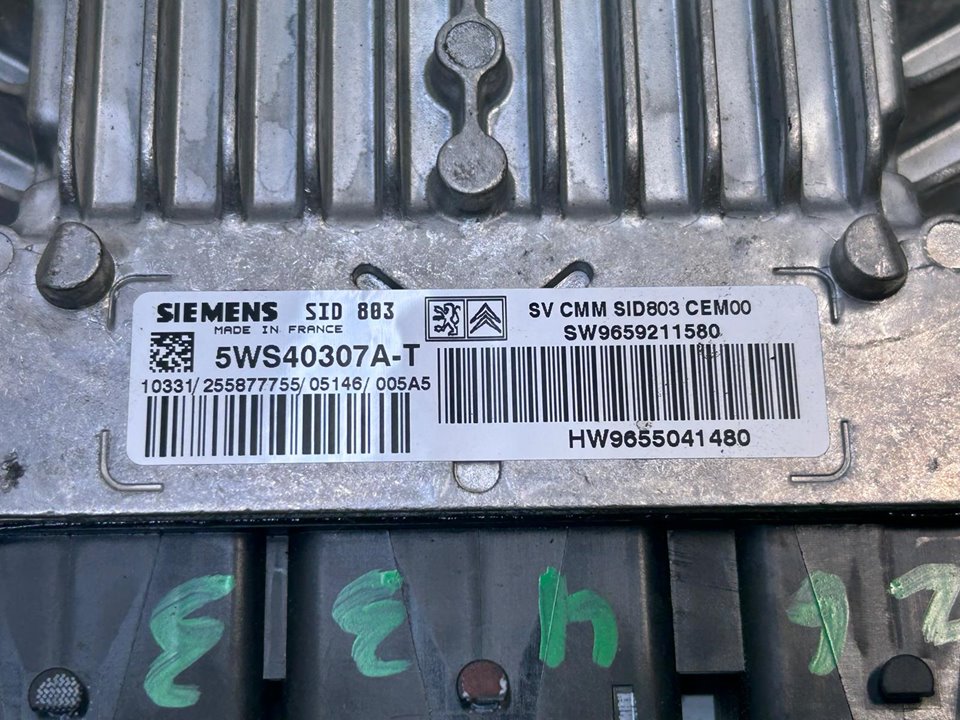 SIEMENS SID 803
MADE IN FRANCE
5WS40307A-T
10331/255877755/05146/005A5
SV CMM SID803 CEM00
SW9659211580
HW9655041480